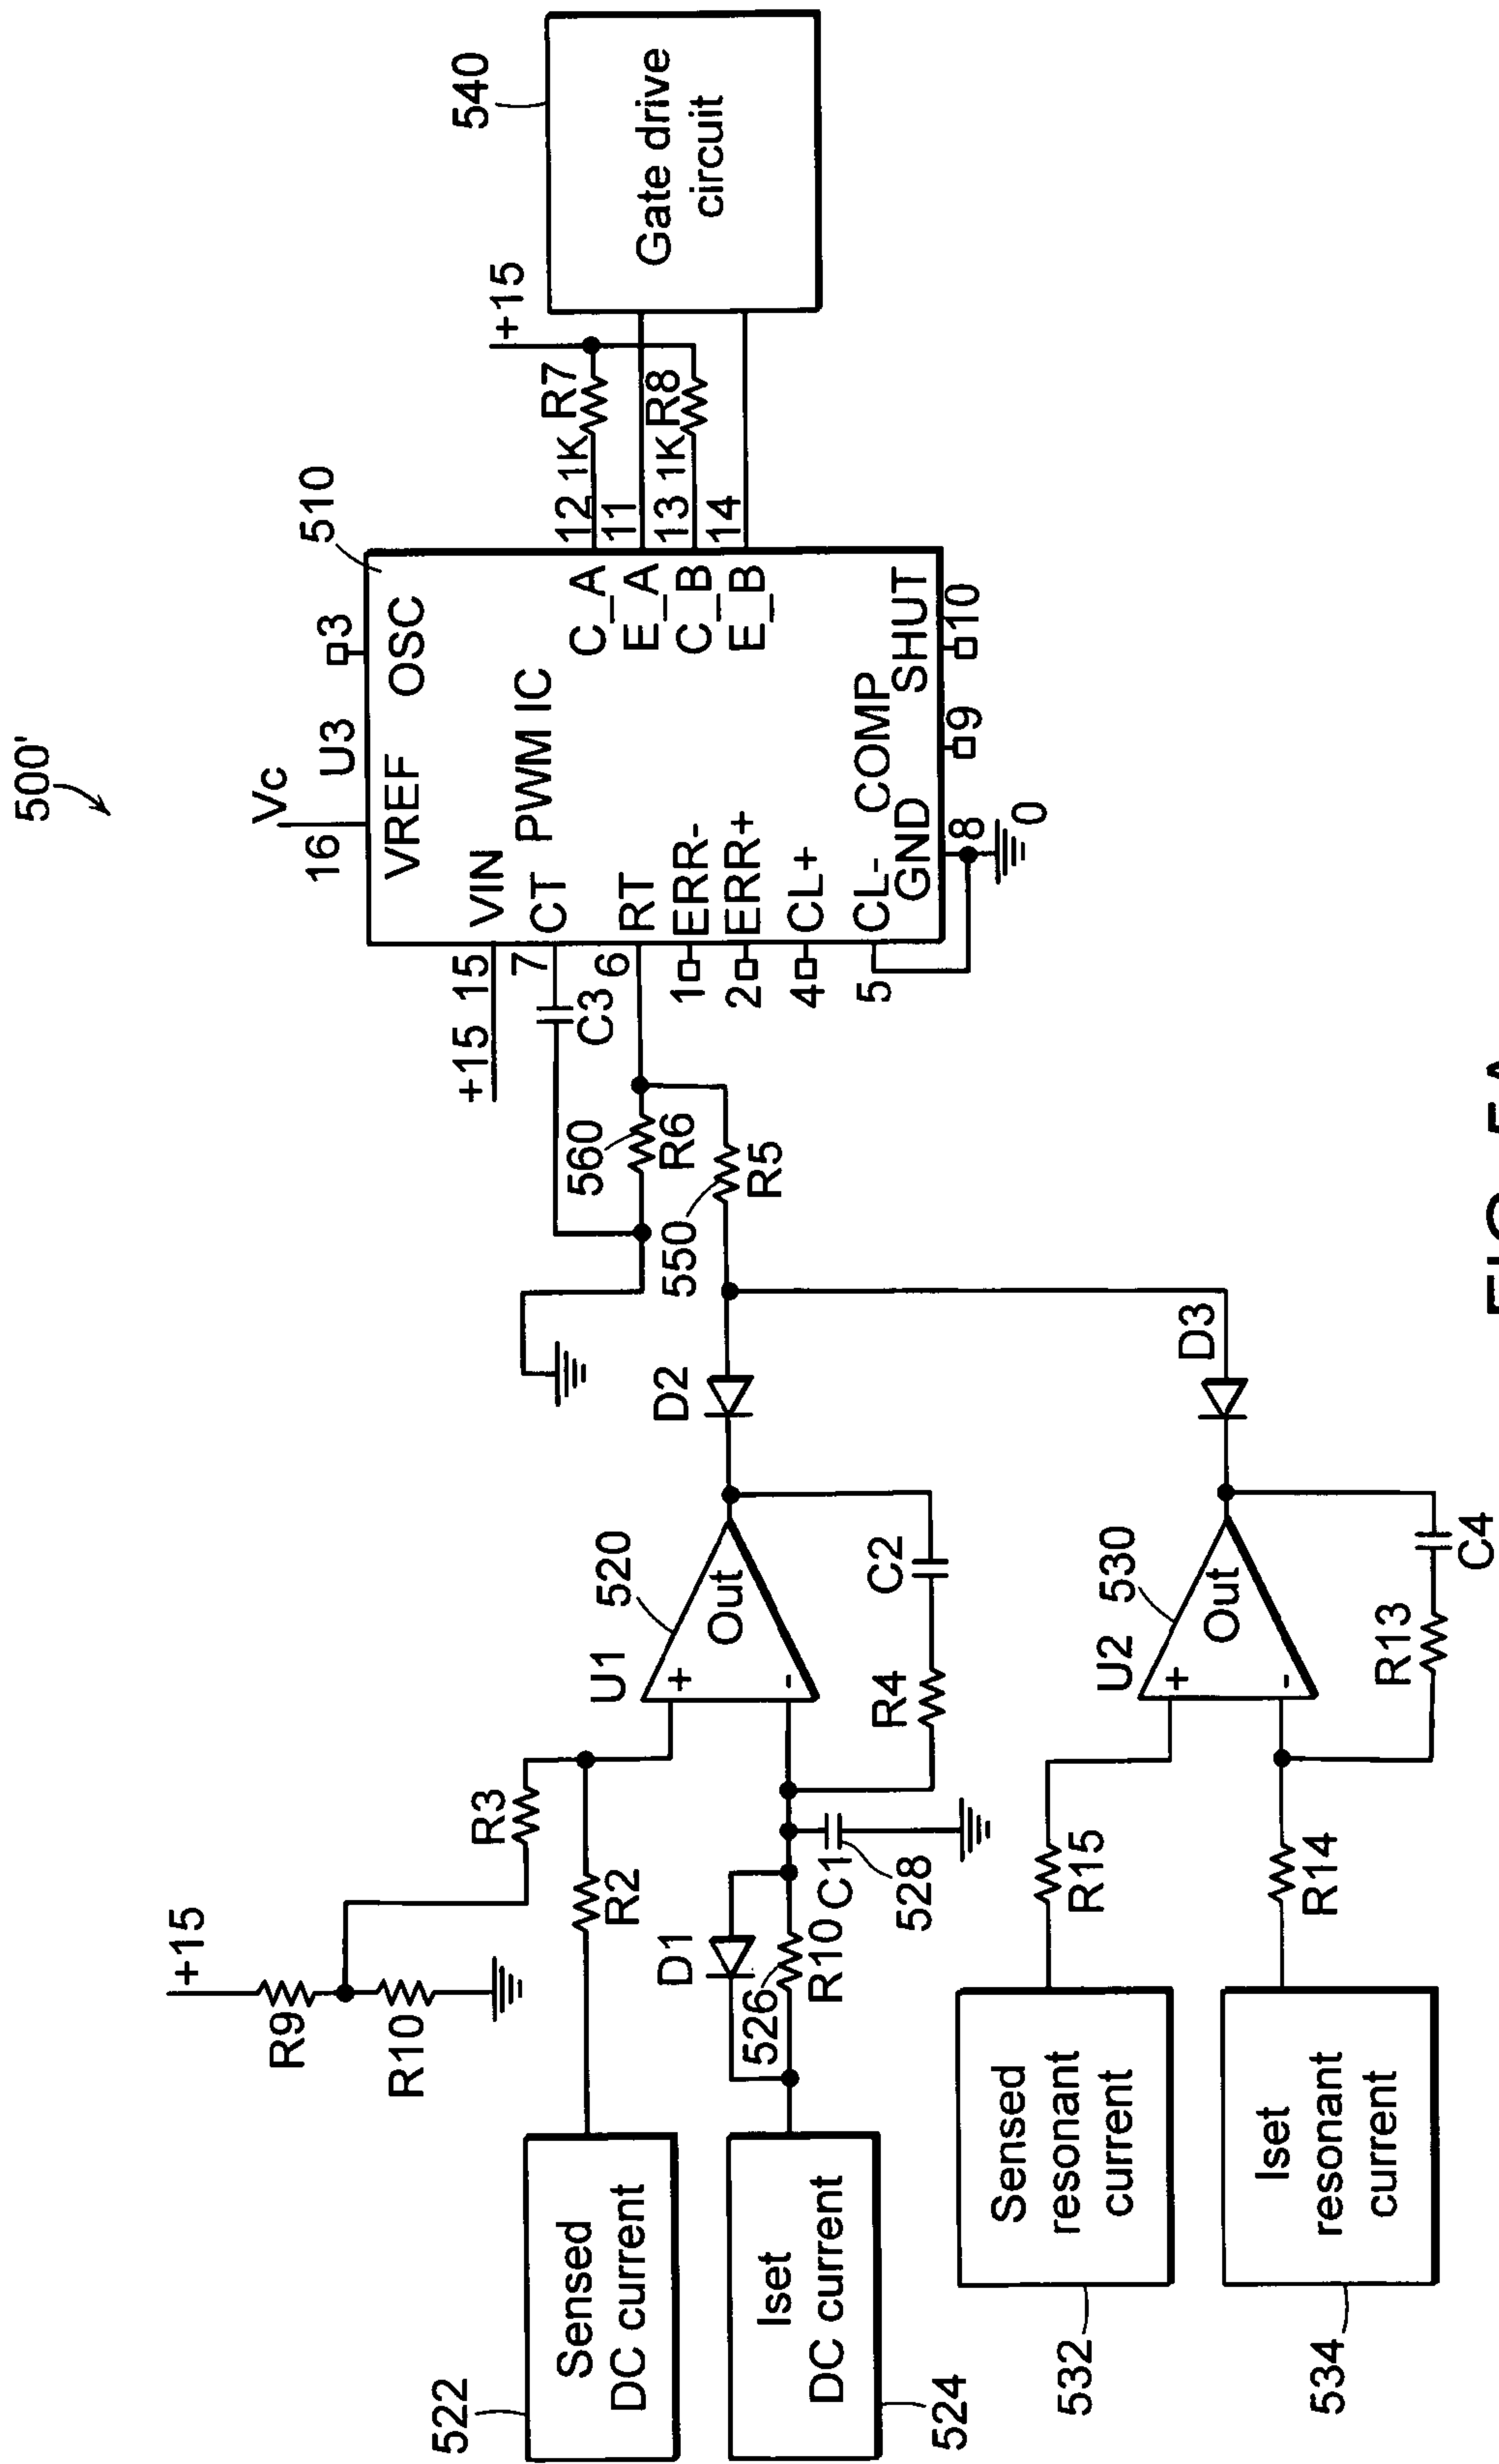 500'
Vc
16
U3
3
510
VREF
OSC
+15
15
VIN
PWM IC
7
CT
C3
6
RT
1
ERR-
2
ERR+
4
CL+
5
CL-
GND
COMP
SHUT
8
0
9
10
C_A
E_A
C_B
E_B
12
11
13
14
1K
R7
1K
R8
+15
540
Gate drive
circuit
560
R6
550
R5
D2
D3
+15
R9
R10
R3
R2
U1
520
+
-
Out
R4
C2
D1
526
R10
C1
528
522
Sensed
DC current
524
Iset
DC current
U2
530
+
-
Out
R15
R14
R13
C4
532
Sensed
resonant
current
534
Iset
resonant
current